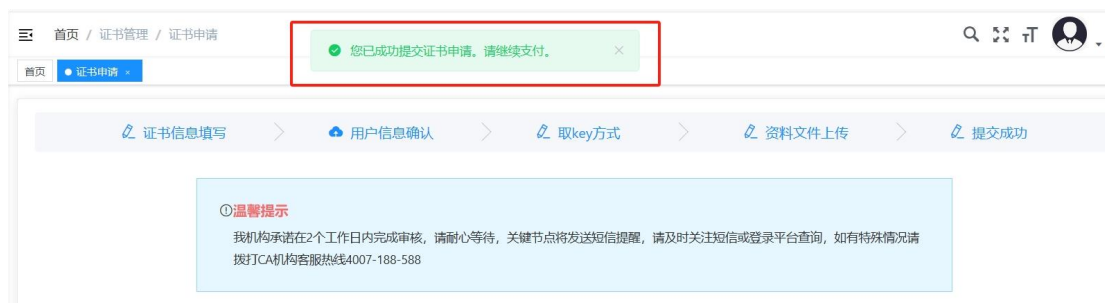 首页 / 证书管理 / 证书申请
您已成功提交证书申请。请继续支付。
首页 证书申请
证书信息填写 用户信息确认 取key方式 资料文件上传 提交成功
温馨提示
我机构承诺在2个工作日内完成审核，请耐心等待，关键节点将发送短信提醒，请及时关注短信或登录平台查询，如有特殊情况请
拨打CA机构客服热线4007-188-588